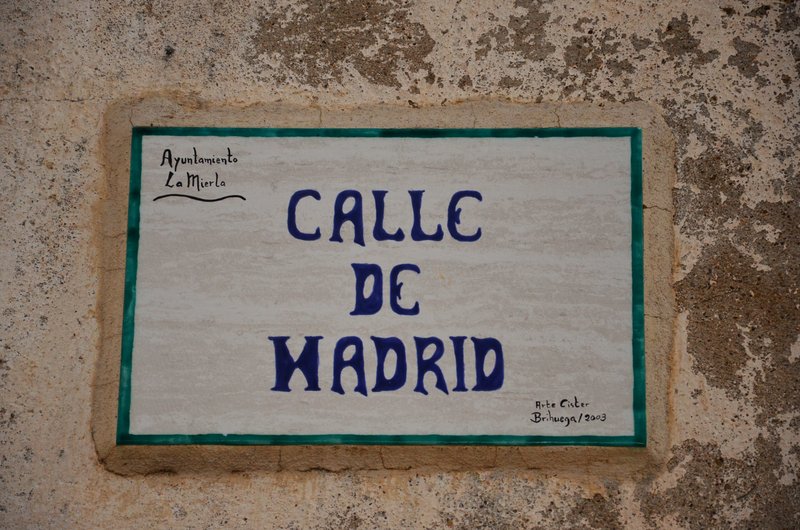 Ayuntamiento
La Mierla
CALLE
DE
MADRID
Arte Cister
Brihuega/2003